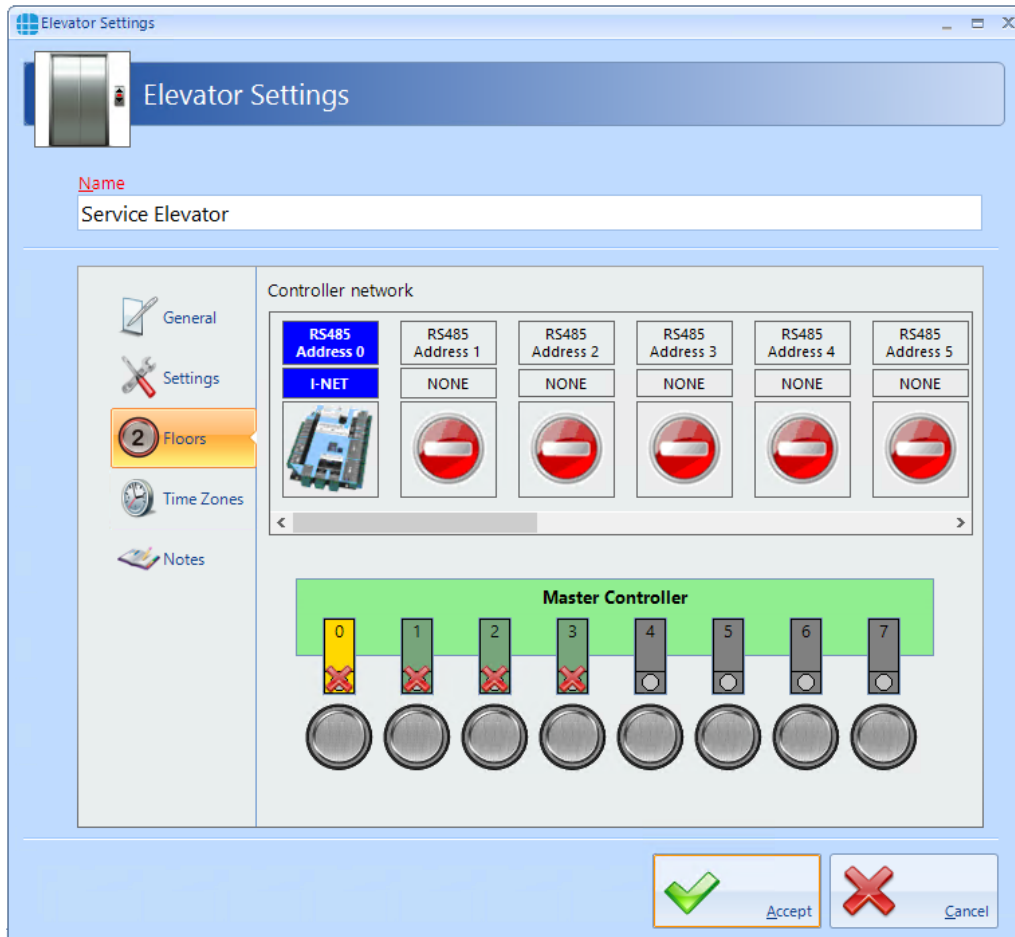 Elevator Settings
Elevator Settings
Name
Service Elevator
General
Settings
2
Floors
Time Zones
Notes
Controller network
RS485 Address 0
I-NET
RS485 Address 1
NONE
RS485 Address 2
NONE
RS485 Address 3
NONE
RS485 Address 4
NONE
RS485 Address 5
NONE
Master Controller
0 1 2 3 4 5 6 7
Accept
Cancel